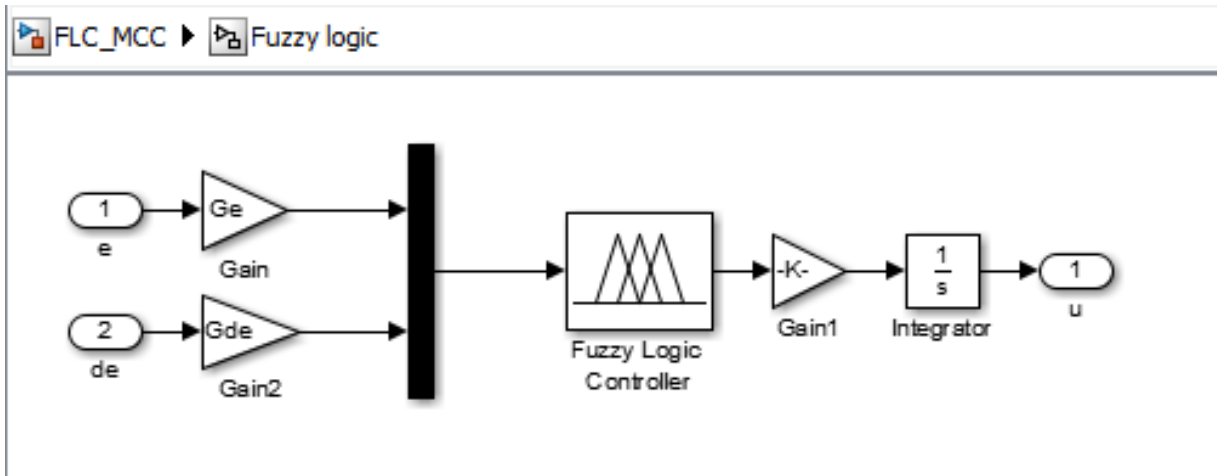 FLC_MCC Fuzzy logic
1
e
Ge
Gain
2
de
Gde
Gain2
Fuzzy Logic
Controller
-K-
Gain1
1
s
Integrator
1
u